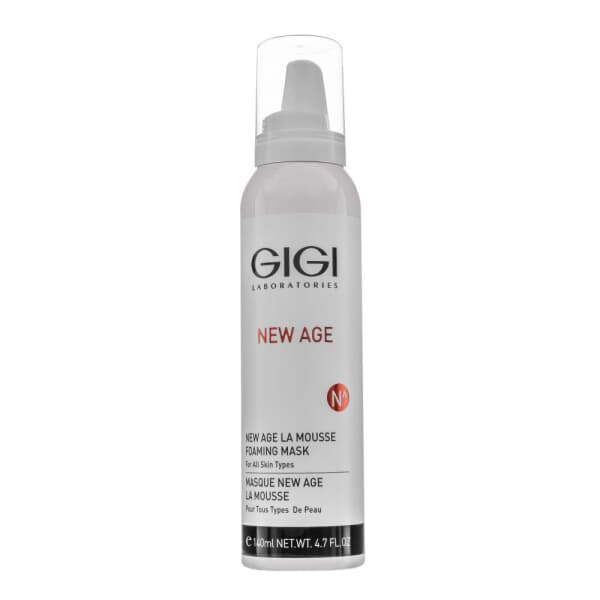 GIGI
LABORATORIES
NEW AGE
NA
NEW AGE LA MOUSSE
FOAMING MASK
For All Skin Types
MASQUE NEW AGE
LA MOUSSE
Pour Tous Types De Peau
℮ 140ml NET.WT. 4.7 FL.OZ